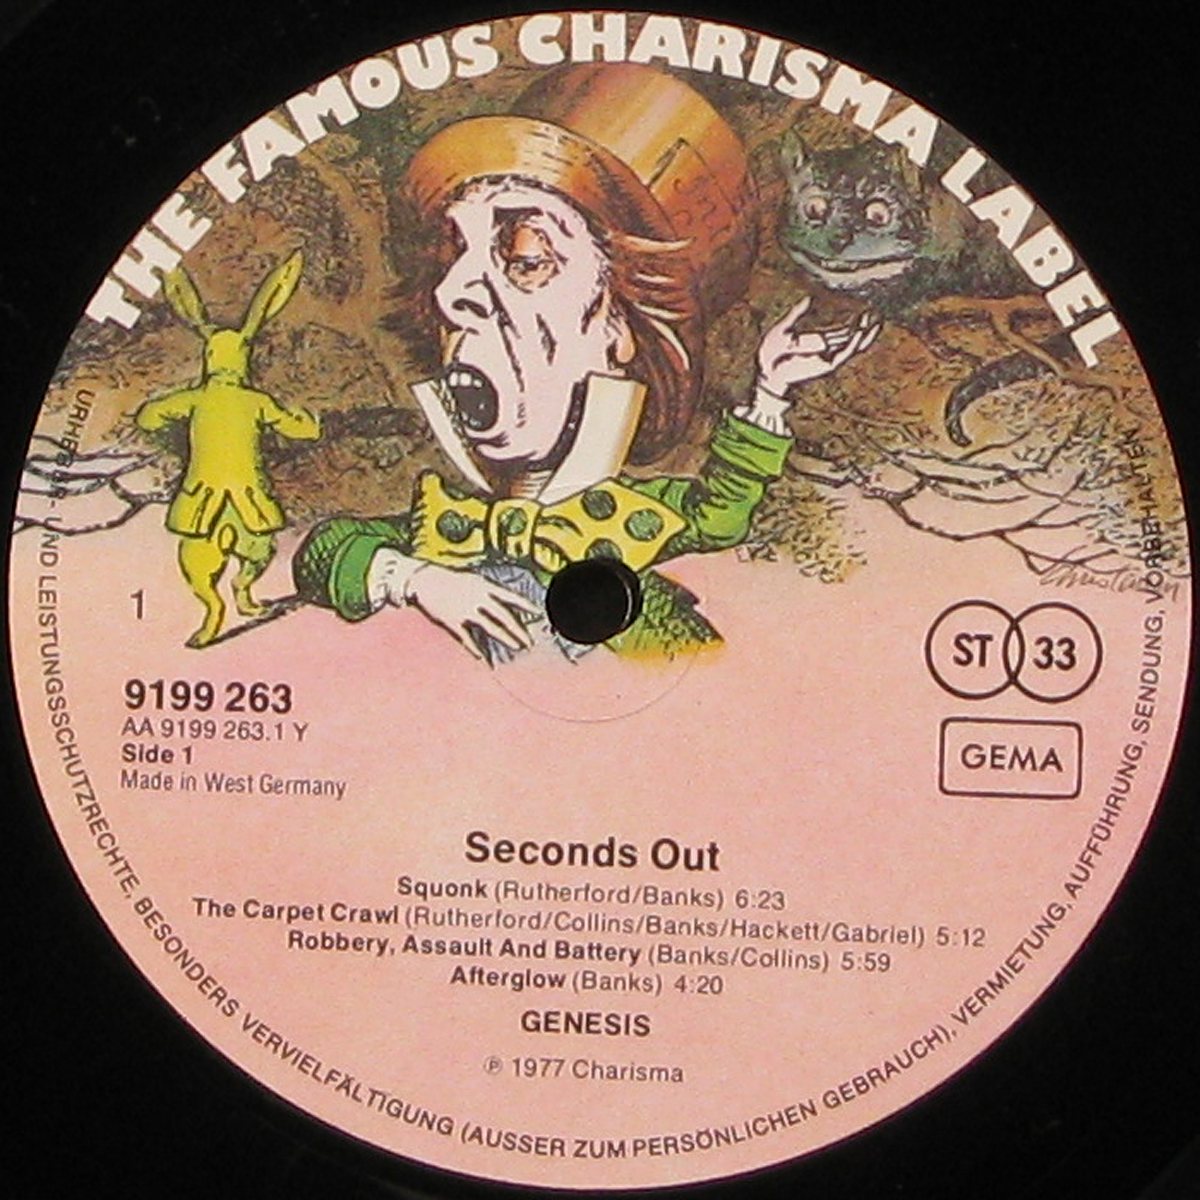 THE FAMOUS CHARISMA LABEL
1
9199 263
AA 9199 263.1 Y
Side 1
Made in West Germany
ST 33
GEMA
Seconds Out
Squonk (Rutherford/Banks) 6:23
The Carpet Crawl (Rutherford/Collins/Banks/Hackett/Gabriel) 5:12
Robbery, Assault And Battery (Banks/Collins) 5:59
Afterglow (Banks) 4:20
GENESIS
℗ 1977 Charisma
URHEBER- UND LEISTUNGSSCHUTZRECHTE, BESONDERS VERVIELFÄLTIGUNG (AUSSER ZUM PERSÖNLICHEN GEBRAUCH), VERMIETUNG, AUFFÜHRUNG, SENDUNG, VORBEHALTEN